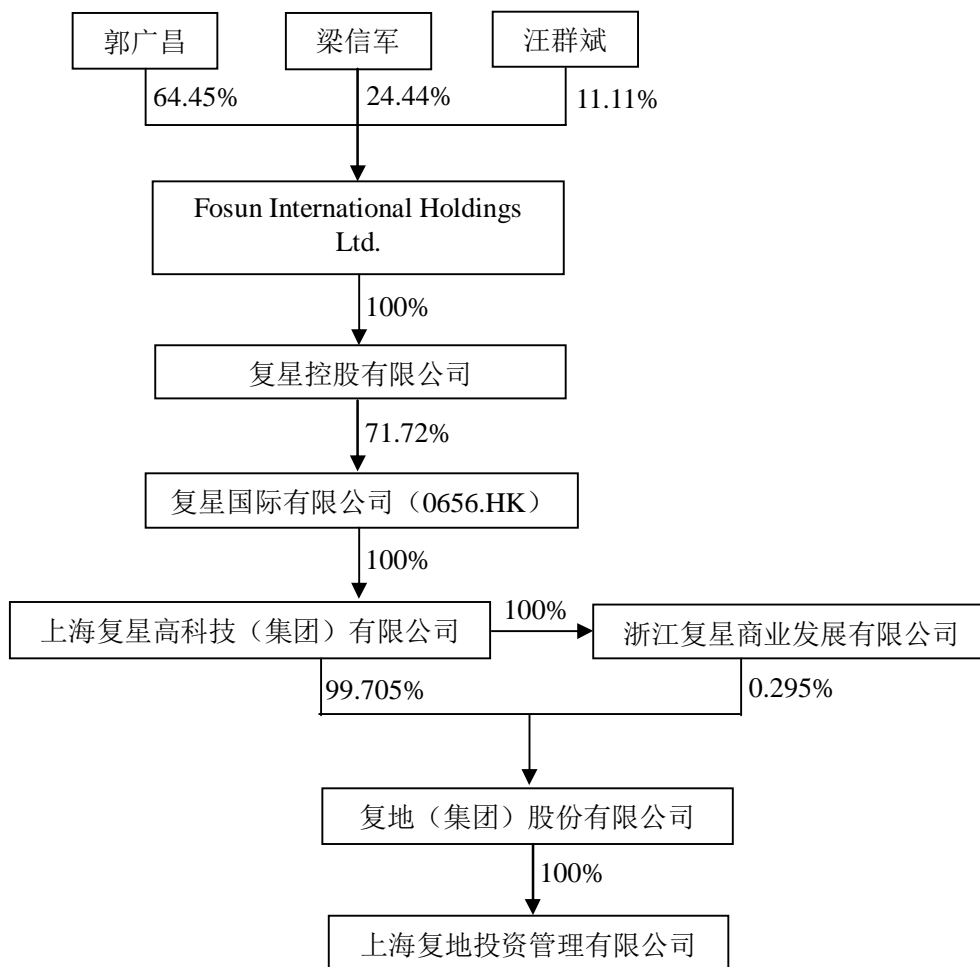 郭广昌
梁信军
汪群斌
64.45%
24.44%
11.11%
Fosun International Holdings
Ltd.
100%
复星控股有限公司
71.72%
复星国际有限公司（0656.HK）
100%
上海复星高科技（集团）有限公司
100%
浙江复星商业发展有限公司
99.705%
0.295%
复地（集团）股份有限公司
100%
上海复地投资管理有限公司